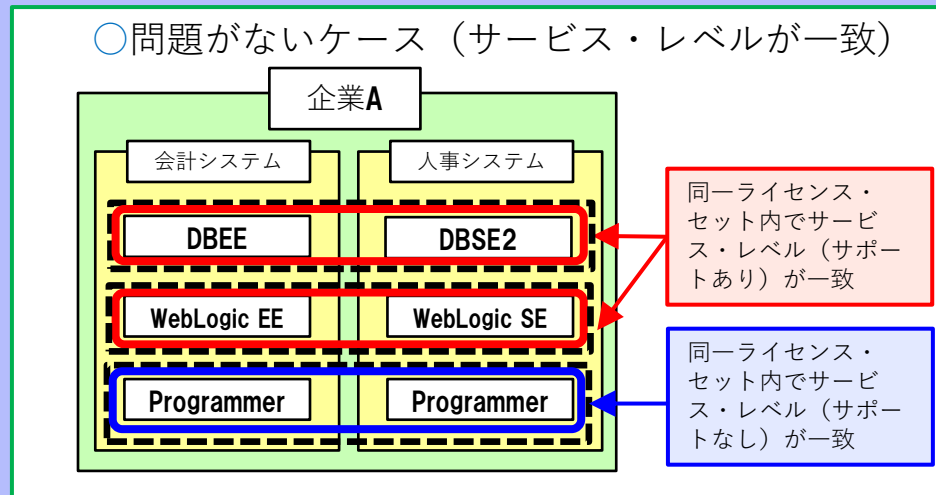 ○問題がないケース（サービス・レベルが一致）
企業A
会計システム
人事システム
DBEE
DBSE2
WebLogic EE
WebLogic SE
Programmer
Programmer
同一ライセンス・
セット内でサービ
ス・レベル（サポー
トあり）が一致
同一ライセンス・
セット内でサービ
ス・レベル（サポー
トなし）が一致